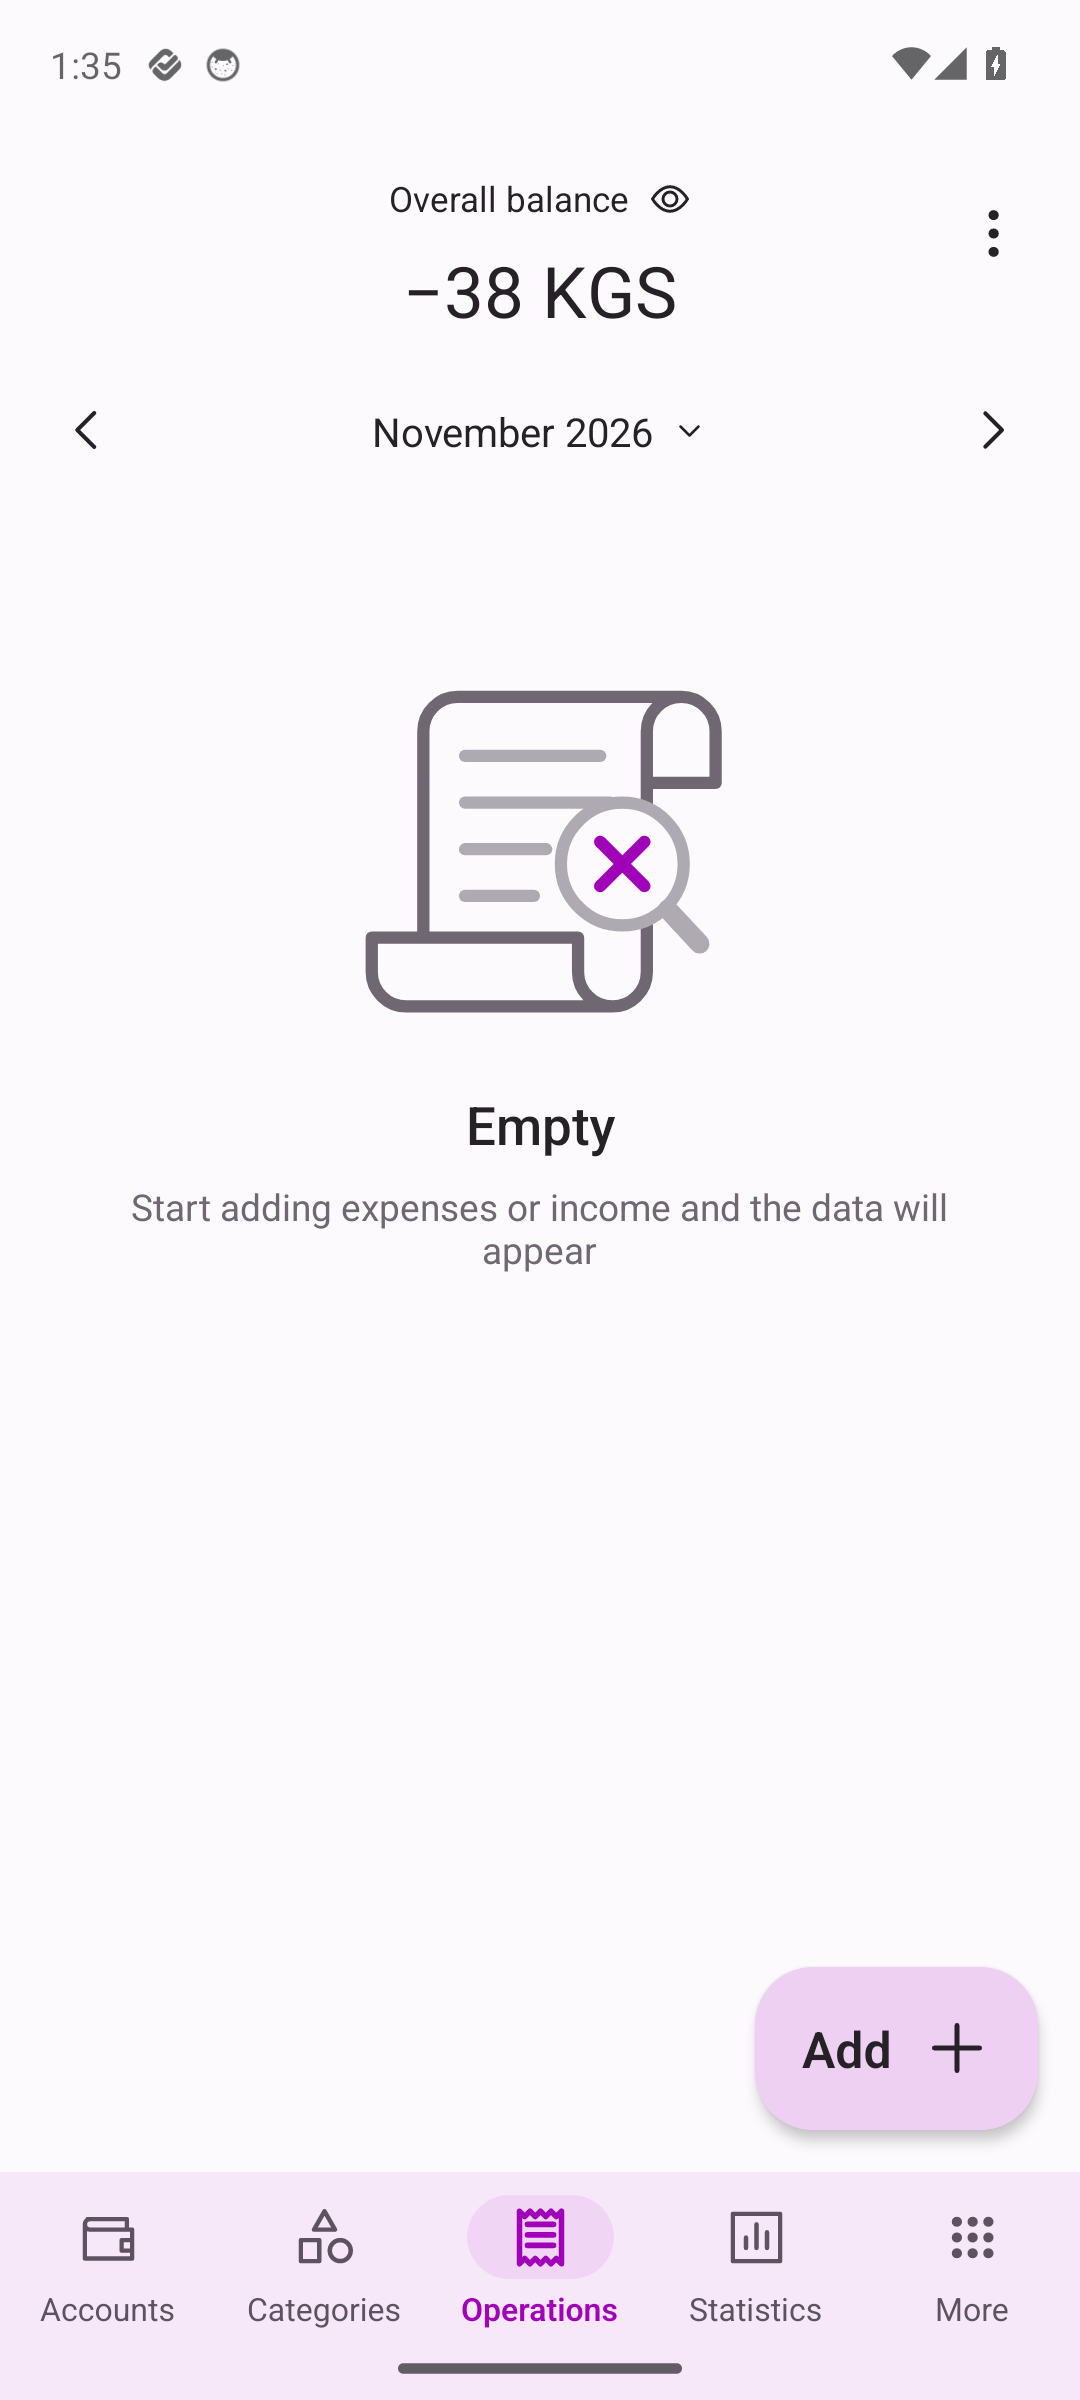 1:35
Overall balance
−38 KGS
November 2026
Empty
Start adding expenses or income and the data will
appear
Add
Accounts
Categories
Operations
Statistics
More